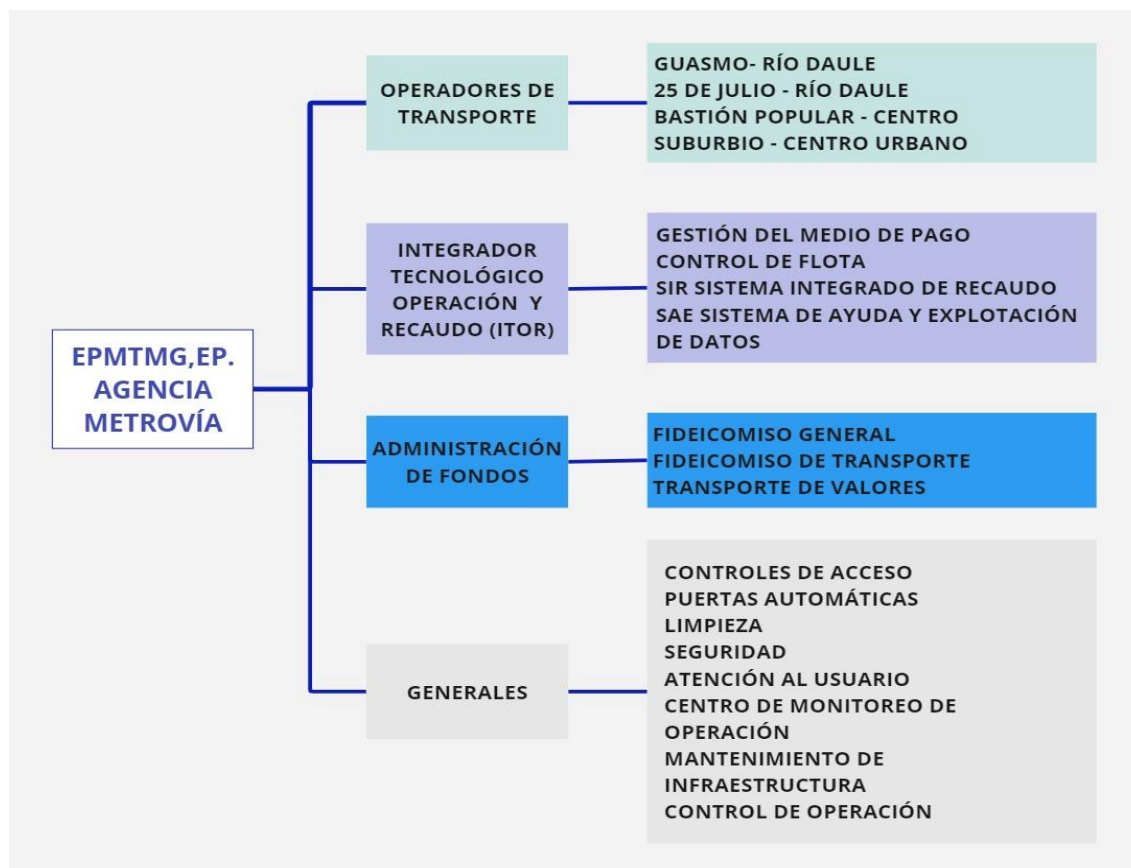 EPMTMG,EP.
AGENCIA
METROVÍA
OPERADORES DE
TRANSPORTE
GUASMO- RÍO DAULE
25 DE JULIO - RÍO DAULE
BASTIÓN POPULAR - CENTRO
SUBURBIO - CENTRO URBANO
INTEGRADOR
TECNOLÓGICO
OPERACIÓN Y
RECAUDO (ITOR)
GESTIÓN DEL MEDIO DE PAGO
CONTROL DE FLOTA
SIR SISTEMA INTEGRADO DE RECAUDO
SAE SISTEMA DE AYUDA Y EXPLOTACIÓN
DE DATOS
ADMINISTRACIÓN
DE FONDOS
FIDEICOMISO GENERAL
FIDEICOMISO DE TRANSPORTE
TRANSPORTE DE VALORES
GENERALES
CONTROLES DE ACCESO
PUERTAS AUTOMÁTICAS
LIMPIEZA
SEGURIDAD
ATENCIÓN AL USUARIO
CENTRO DE MONITOREO DE
OPERACIÓN
MANTENIMIENTO DE
INFRAESTRUCTURA
CONTROL DE OPERACIÓN